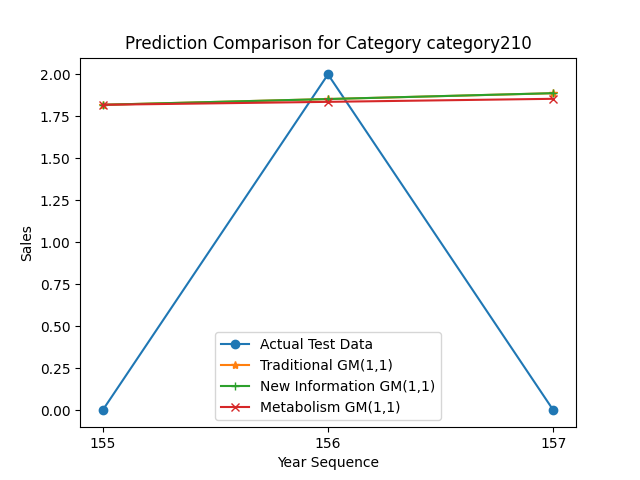 Prediction Comparison for Category category210
2.00
1.75
1.50
1.25
1.00
0.75
0.50
0.25
0.00
Sales
Actual Test Data
Traditional GM(1,1)
New Information GM(1,1)
Metabolism GM(1,1)
155
156
157
Year Sequence